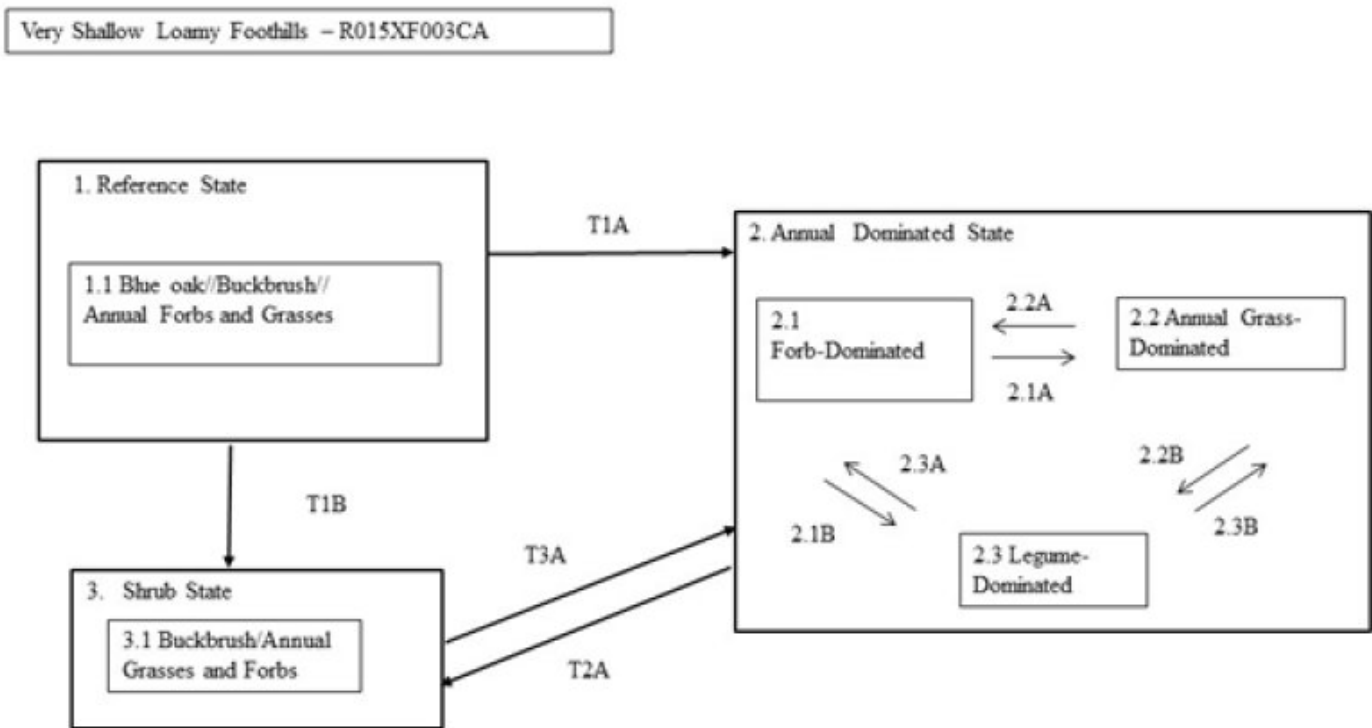 Very Shallow Loamy Foothills – R015XF003CA
1. Reference State
1.1 Blue oak//Buckbrush//
Annual Forbs and Grasses
T1A
2. Annual Dominated State
2.1
Forb-Dominated
2.2A
2.1A
2.2 Annual Grass-
Dominated
2.3A
2.1B
2.2B
2.3B
2.3 Legume-
Dominated
T1B
T3A
T2A
3. Shrub State
3.1 Buckbrush/Annual
Grasses and Forbs